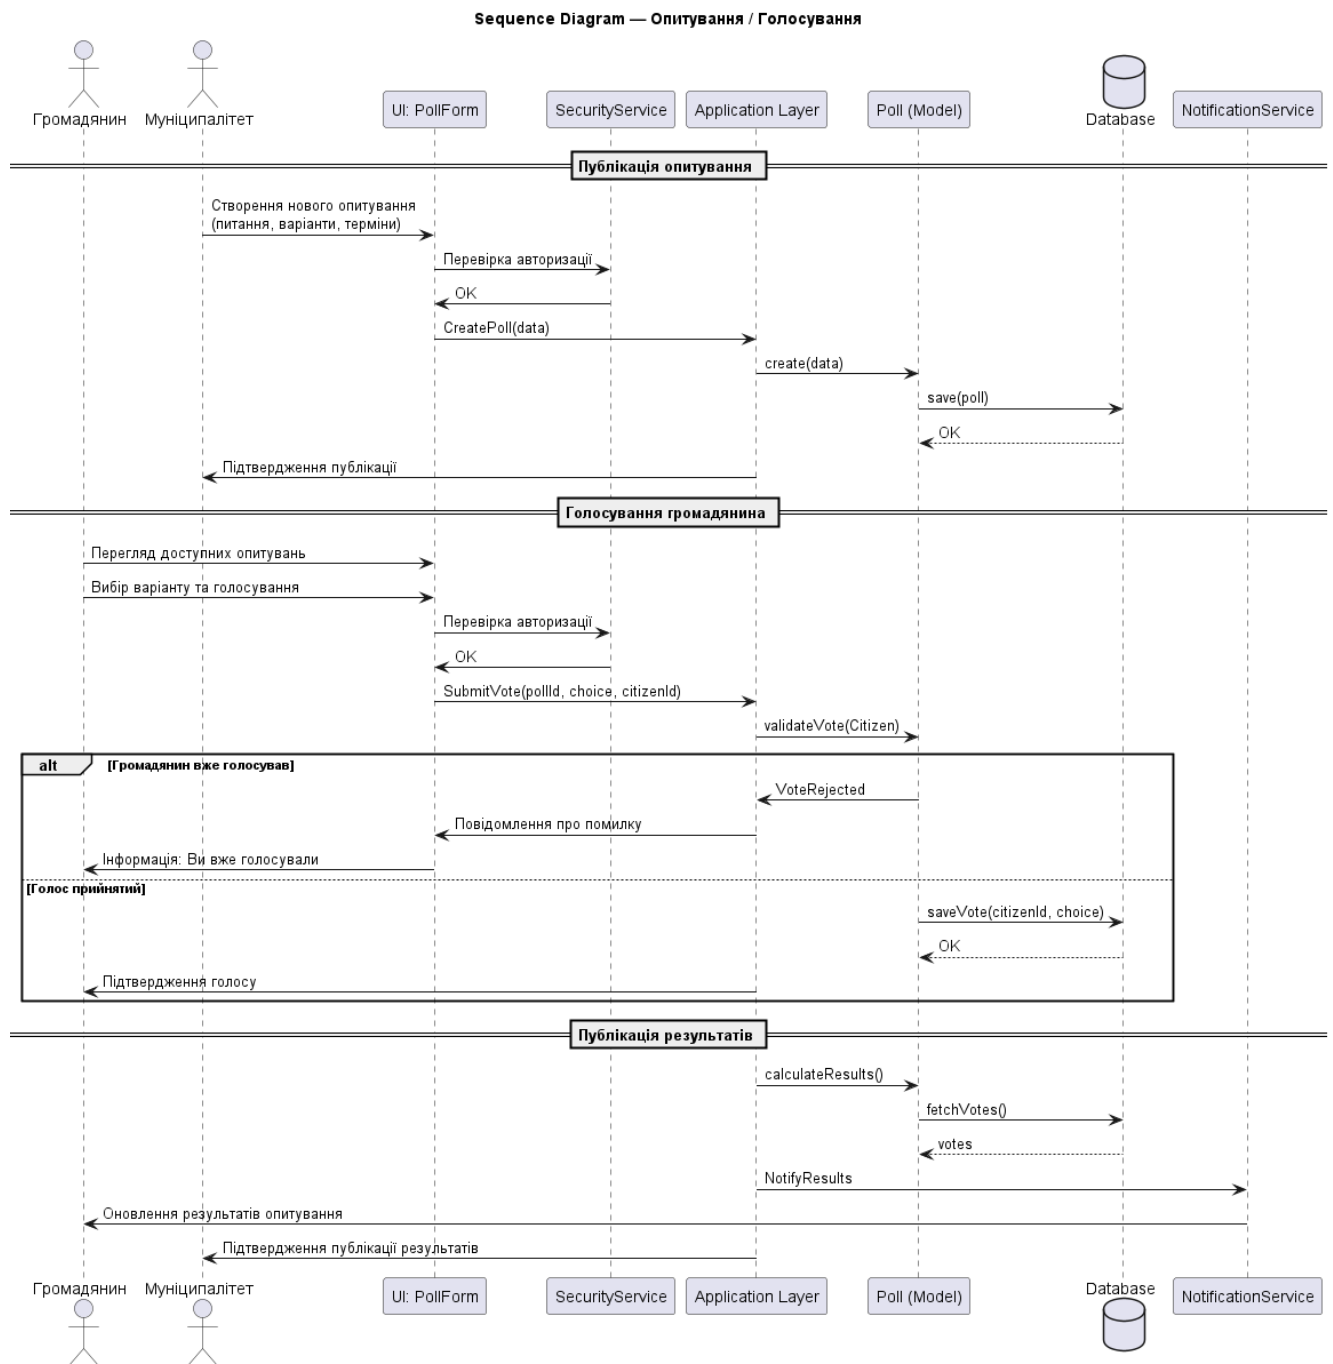 Sequence Diagram — Опитування / Голосування
Громадянин
Муніципалітет
UI: PollForm
SecurityService
Application Layer
Poll (Model)
Database
NotificationService
Публікація опитування
Створення нового опитування
(питання, варіанти, терміни)
Перевірка авторизації
OK
CreatePoll(data)
create(data)
save(poll)
OK
Підтвердження публікації
Голосування громадянина
Перегляд доступних опитувань
Вибір варіанту та голосування
Перевірка авторизації
OK
SubmitVote(pollId, choice, citizenId)
validateVote(Citizen)
alt [Громадянин вже голосував]
VoteRejected
Повідомлення про помилку
Інформація: Ви вже голосували
[Голос прийнятий]
saveVote(citizenId, choice)
OK
Підтвердження голосу
Публікація результатів
calculateResults()
fetchVotes()
votes
NotifyResults
Оновлення результатів опитування
Підтвердження публікації результатів
Громадянин
Муніципалітет
UI: PollForm
SecurityService
Application Layer
Poll (Model)
Database
NotificationService